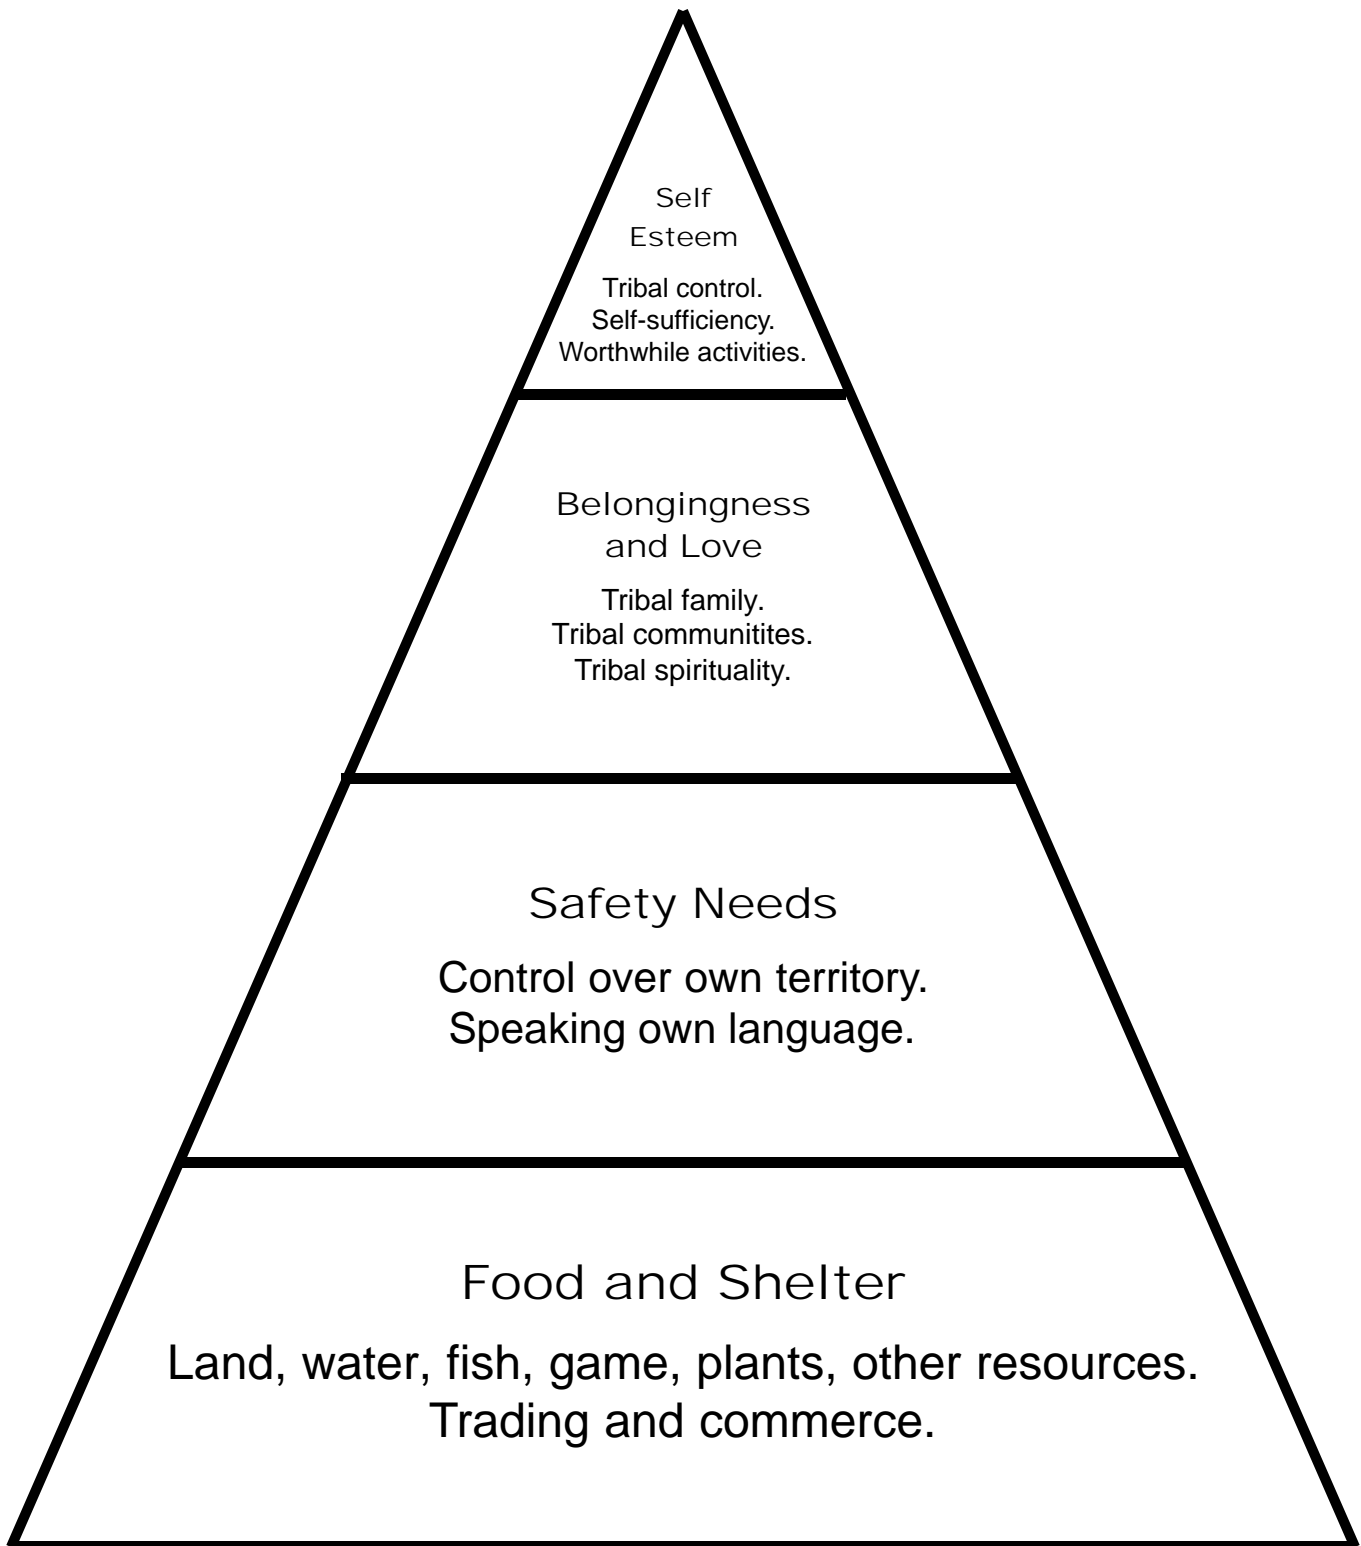 Self
Esteem
Tribal control.
Self-sufficiency.
Worthwhile activities.
Belongingness
and Love
Tribal family.
Tribal communitites.
Tribal spirituality.
Safety Needs
Control over own territory.
Speaking own language.
Food and Shelter
Land, water, fish, game, plants, other resources.
Trading and commerce.